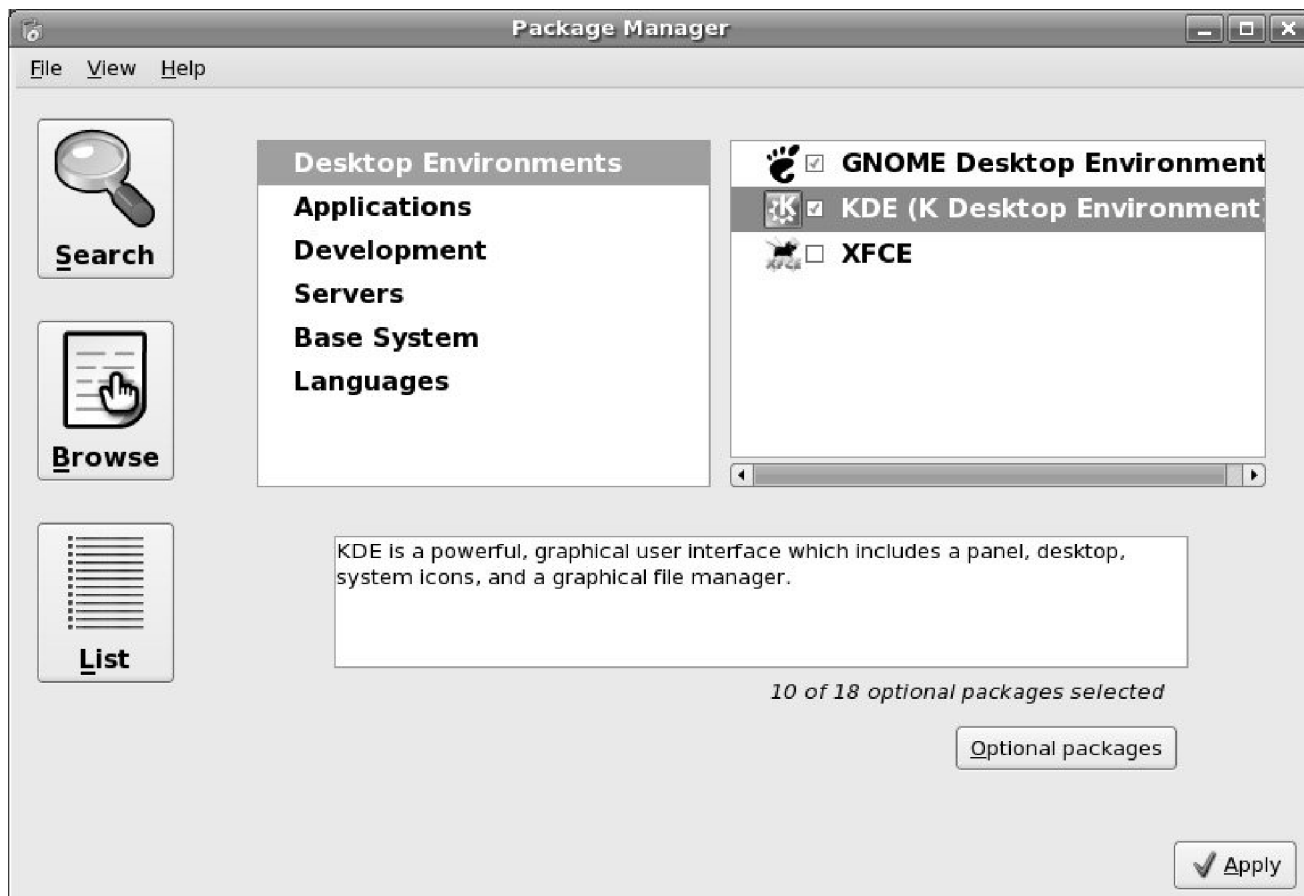 Package Manager
File View Help
Search
Browse
List
Desktop Environments
Applications
Development
Servers
Base System
Languages
GNOME Desktop Environment
KDE (K Desktop Environment)
XFCE
KDE is a powerful, graphical user interface which includes a panel, desktop,
system icons, and a graphical file manager.
10 of 18 optional packages selected
Optional packages
Apply